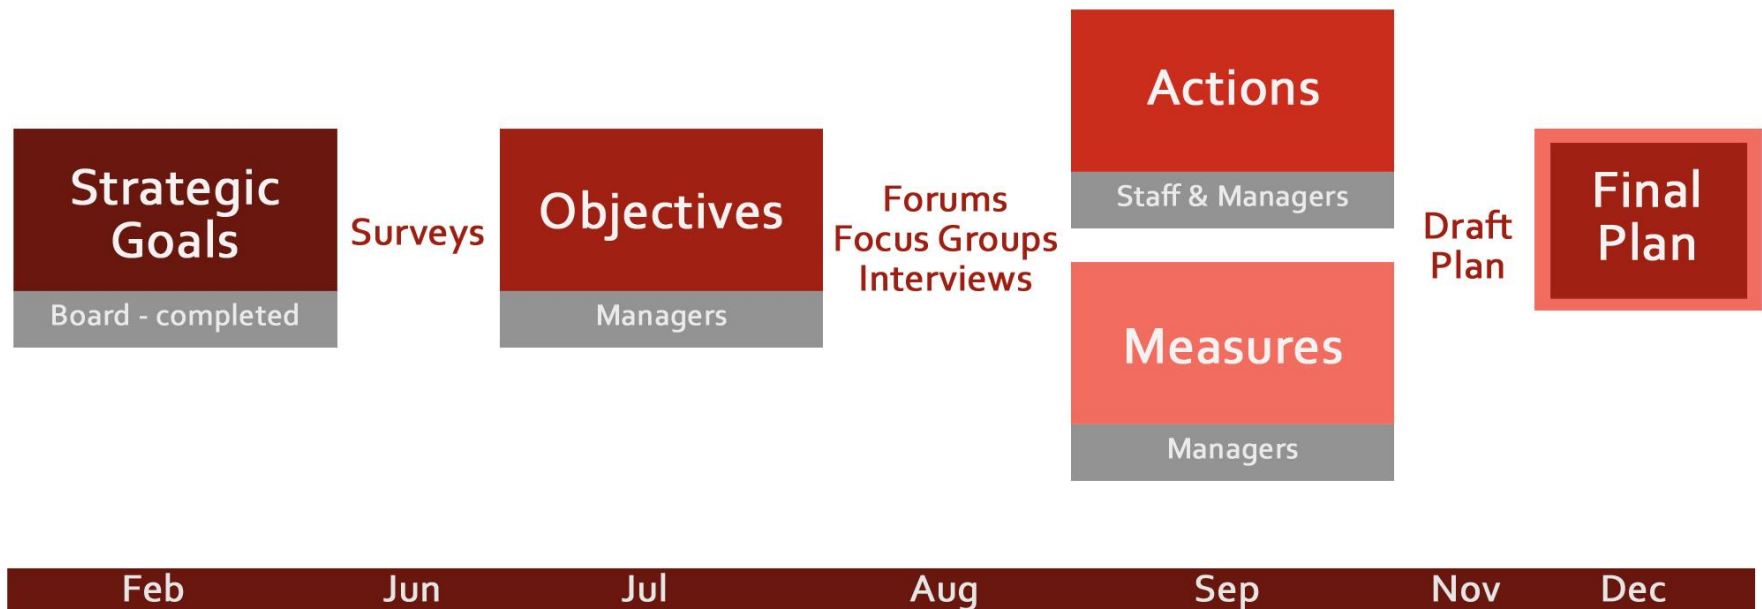 Strategic
Goals
Board - completed
Surveys
Objectives
Managers
Forums
Focus Groups
Interviews
Actions
Staff & Managers
Measures
Managers
Draft
Plan
Final
Plan
Feb Jun Jul Aug Sep Nov Dec